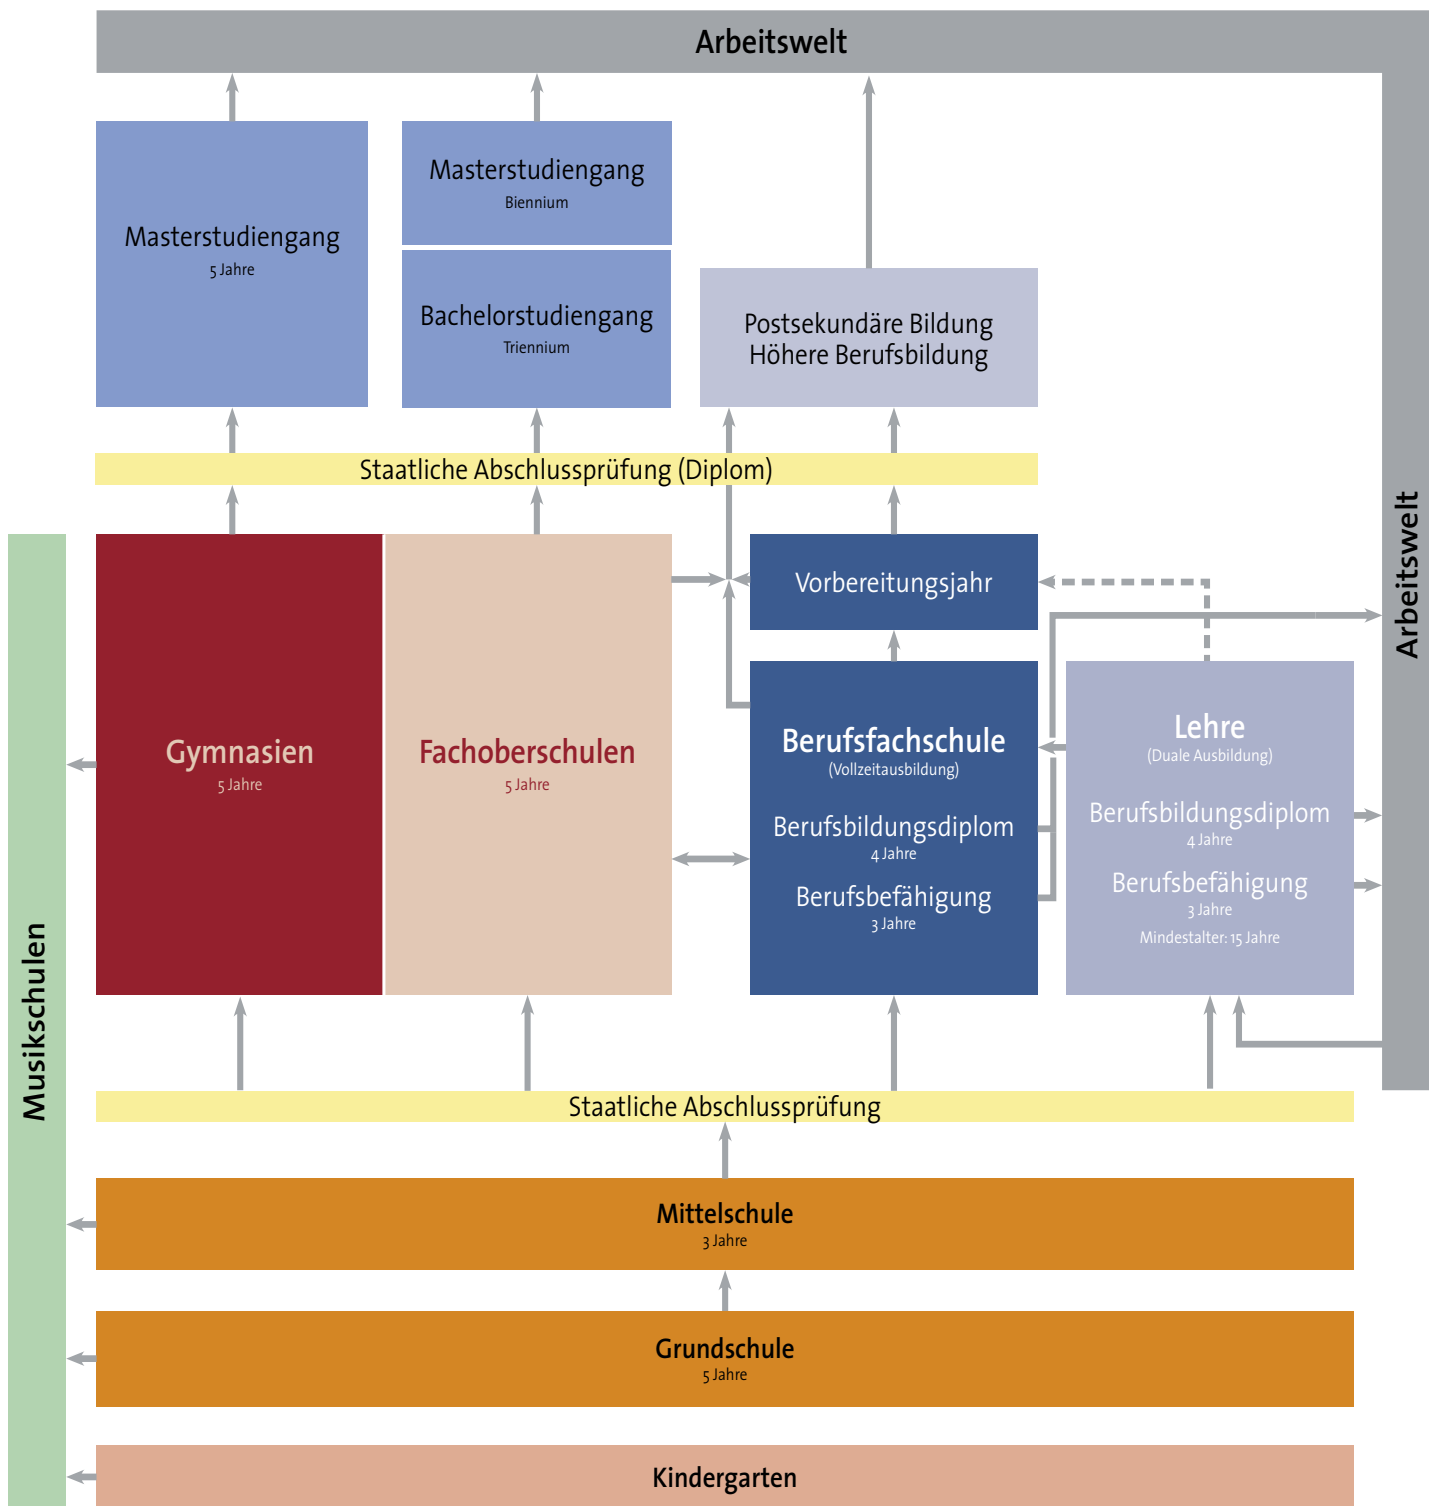 Arbeitswelt
Masterstudiengang
5 Jahre
Masterstudiengang
Biennium
Bachelorstudiengang
Triennium
Postsekundäre Bildung
Höhere Berufsbildung
Staatliche Abschlussprüfung (Diplom)
Arbeitswelt
Musikschulen
Gymnasien
5 Jahre
Fachoberschulen
5 Jahre
Vorbereitungsjahr
Berufsfachschule
(Vollzeitausbildung)
Berufsbildungsdiplom
4 Jahre
Berufsbefähigung
3 Jahre
Lehre
(Duale Ausbildung)
Berufsbildungsdiplom
4 Jahre
Berufsbefähigung
3 Jahre
Mindestalter: 15 Jahre
Staatliche Abschlussprüfung
Mittelschule
3 Jahre
Grundschule
5 Jahre
Kindergarten